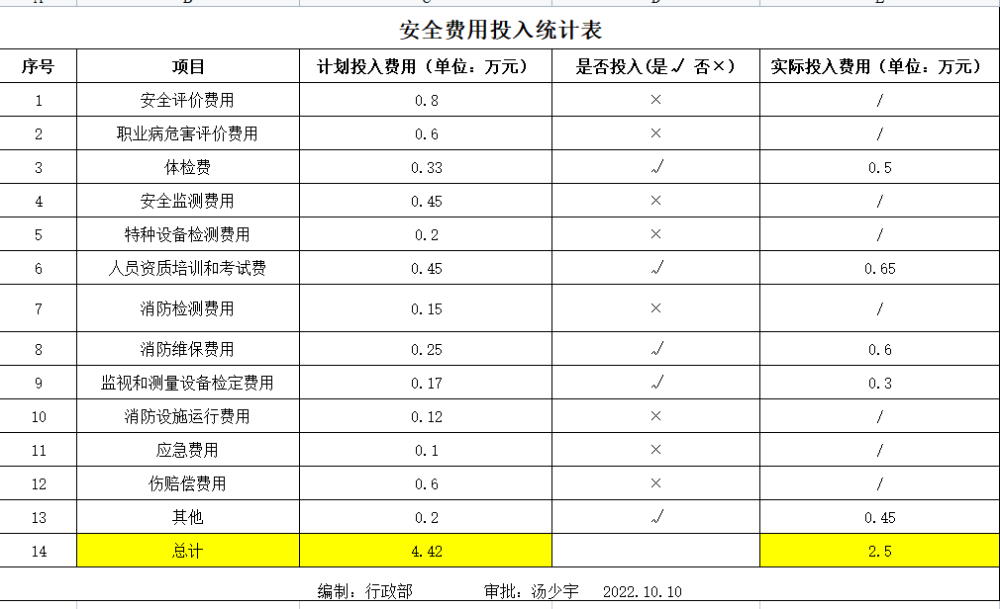 安全费用投入统计表
序号 项目 计划投入费用（单位：万元） 是否投入(是√ 否×) 实际投入费用（单位：万元）
1 安全评价费用 0.8 × /
2 职业病危害评价费用 0.6 × /
3 体检费 0.33 √ 0.5
4 安全监测费用 0.45 × /
5 特种设备检测费用 0.2 × /
6 人员资质培训和考试费 0.45 √ 0.65
7 消防检测费用 0.15 × /
8 消防维保费用 0.25 √ 0.6
9 监视和测量设备检定费用 0.17 √ 0.3
10 消防设施运行费用 0.12 × /
11 应急费用 0.1 × /
12 伤赔偿费用 0.6 × /
13 其他 0.2 √ 0.45
14 总计 4.42 2.5
编制：行政部 审批：汤少宇 2022.10.10